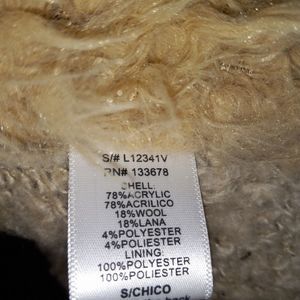 S/# L12341V
RN# 133678
SHELL:
78%ACRYLIC
78%ACRILICO
18%WOOL
18%LANA
4%POLYESTER
4%POLIESTER
LINING:
100%POLYESTER
100%POLIESTER
S/CHICO
back